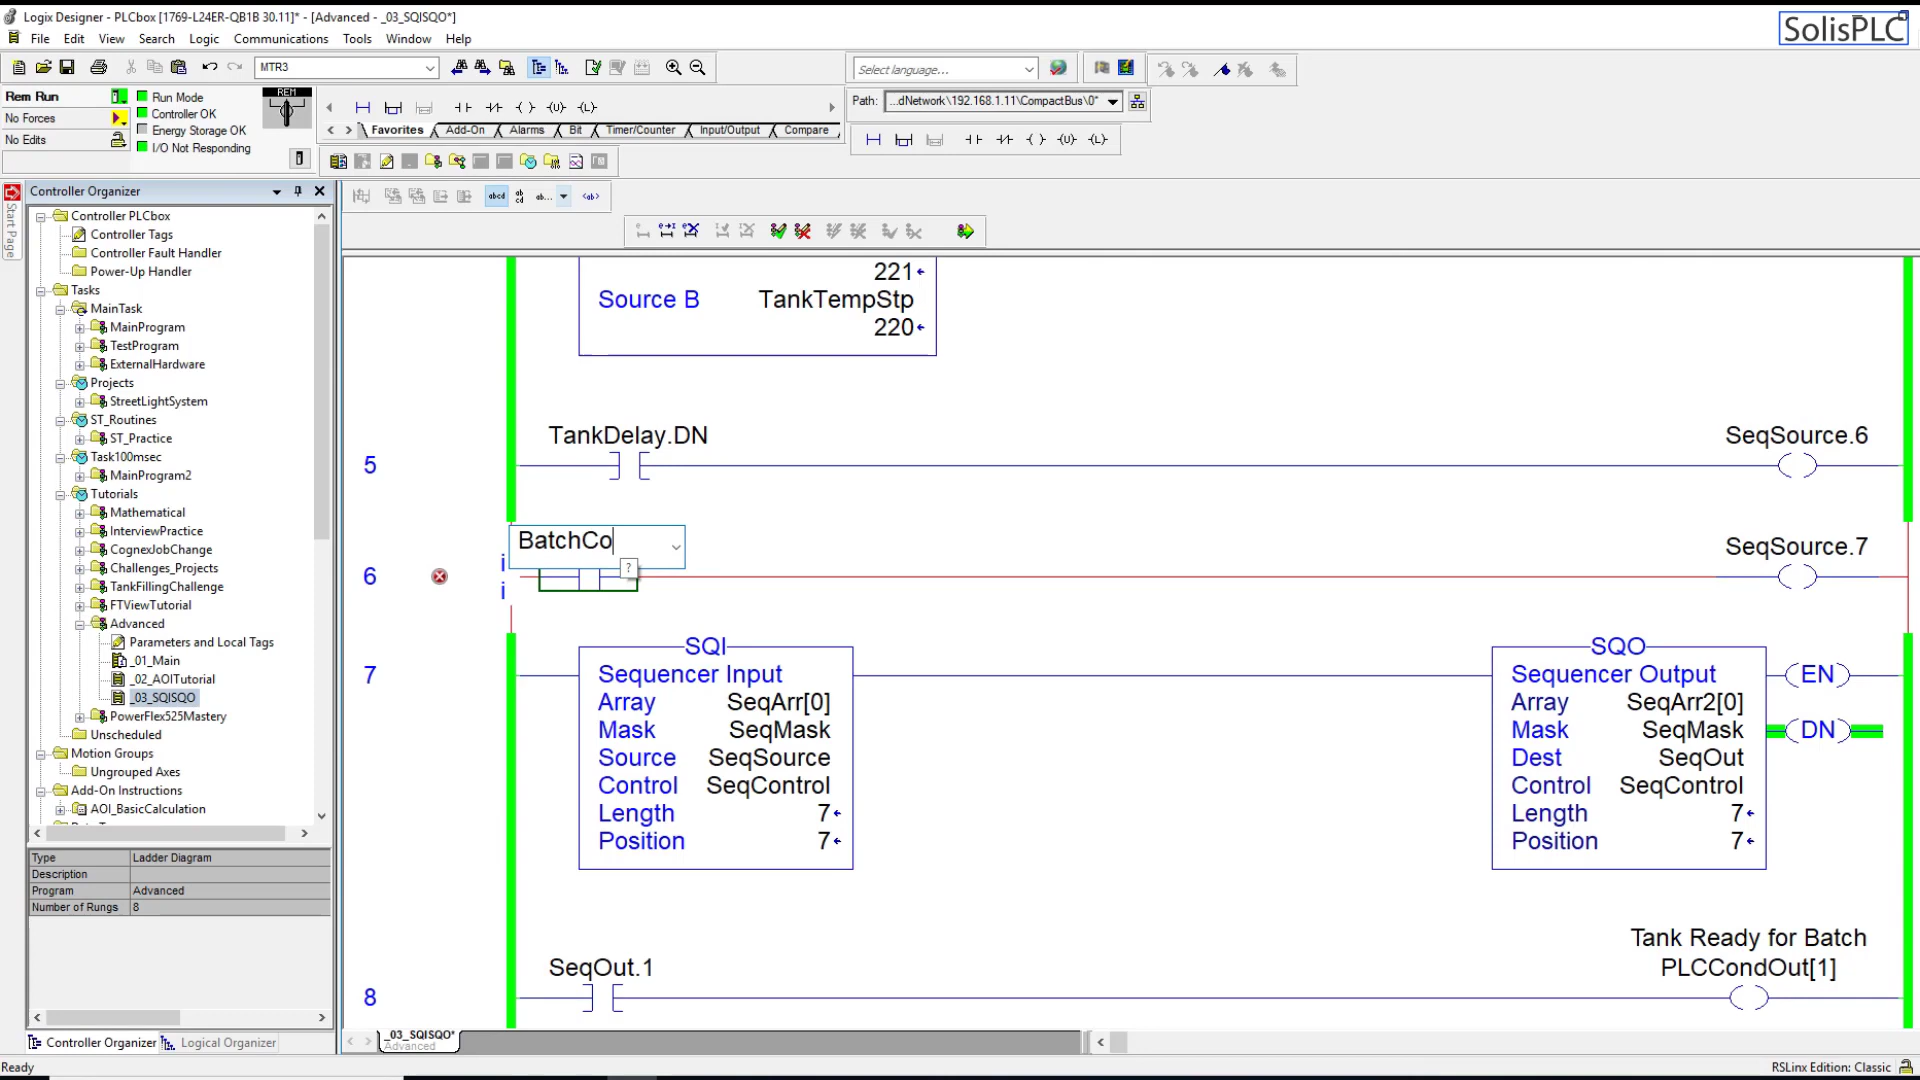 Logix Designer - PLCbox [1769-L24ER-QB1B 30.11]* - [Advanced - _03_SQISQO*]
SolisPLC
File Edit View Search Logic Communications Tools Window Help
MTR3
Select language...
Rem Run
No Forces
No Edits
Run Mode
Controller OK
Energy Storage OK
I/O Not Responding
REM
Path: ...dNetwork\192.168.1.11\CompactBus\0*
Favorites Add-On Alarms Bit Timer/Counter Input/Output Compare
Start Page
Controller Organizer
Controller PLCbox
Controller Tags
Controller Fault Handler
Power-Up Handler
Tasks
MainTask
MainProgram
TestProgram
ExternalHardware
Projects
StreetLightSystem
ST_Routines
ST_Practice
Task100msec
MainProgram2
Tutorials
Mathematical
InterviewPractice
CognexJobChange
Challenges_Projects
TankFillingChallenge
FTViewTutorial
Advanced
Parameters and Local Tags
_01_Main
_02_AOITutorial
_03_SQISQO
PowerFlex525Mastery
Unscheduled
Motion Groups
Ungrouped Axes
Add-On Instructions
AOI_BasicCalculation
Type Ladder Diagram
Description
Program Advanced
Number of Rungs 8
Controller Organizer Logical Organizer
221
Source B TankTempStp
220
TankDelay.DN SeqSource.6
5
BatchCo
SeqSource.7
?
i
6
i
SQI
7 Sequencer Input
Array SeqArr[0]
Mask SeqMask
Source SeqSource
Control SeqControl
Length 7
Position 7
SQO
Sequencer Output EN
Array SeqArr2[0]
Mask SeqMask DN
Dest SeqOut
Control SeqControl
Length 7
Position 7
Tank Ready for Batch
SeqOut.1 PLCCondOut[1]
8
_03_SQISQO*
Advanced
Ready
RSLinx Edition: Classic